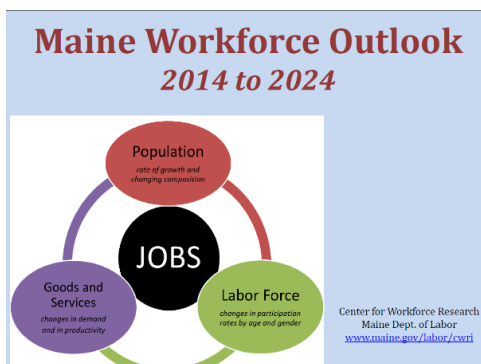 Maine Workforce Outlook
2014 to 2024
Population
rate of growth and
changing composition
JOBS
Goods and
Services
changes in demand
and in productivity
Labor Force
changes in participation
rates by age and gender
Center for Workforce Research
Maine Dept. of Labor
www.maine.gov/labor/cwri